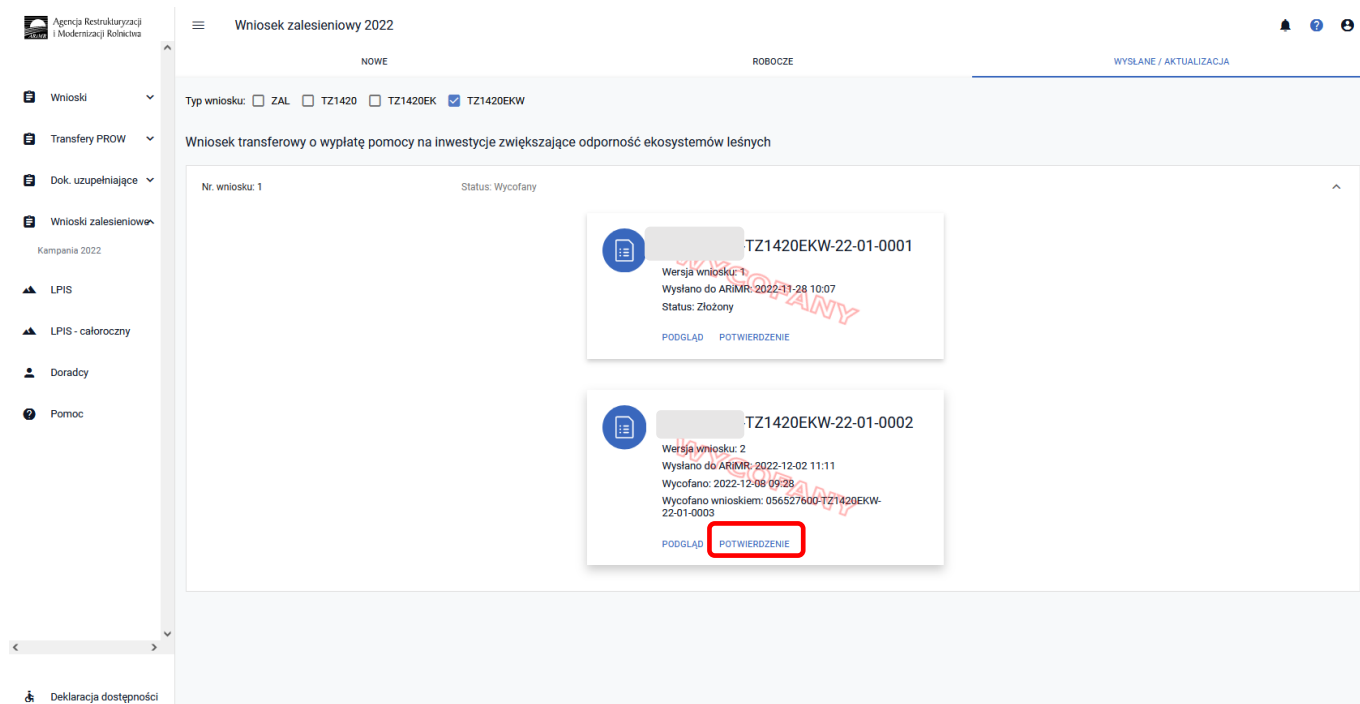 Agencja Restrukturyzacji
i Modernizacji Rolnictwa
ARiMR
Wniosek zalesieniowy 2022
NOWE
ROBOCZE
WYSŁANE / AKTUALIZACJA
Wnioski
Transfery PROW
Dok. uzupełniające
Wnioski zalesieniowe
Kampania 2022
LPIS
LPIS - całoroczny
Doradcy
Pomoc
Deklaracja dostępności
Typ wniosku: ZAL TZ1420 TZ1420EK TZ1420EKW
Wniosek transferowy o wypłatę pomocy na inwestycje zwiększające odporność ekosystemów leśnych
Nr. wniosku: 1 Status: Wycofany
-TZ1420EKW-22-01-0001
Wersja wniosku: 1
Wysłano do ARiMR: 2022-11-28 10:07
Status: Złożony
WYCOFANY
PODGLĄD POTWIERDZENIE
-TZ1420EKW-22-01-0002
Wersja wniosku: 2
Wysłano do ARiMR: 2022-12-02 11:11
Wycofano: 2022-12-08 09:28
Wycofano wnioskiem: 056527600-TZ1420EKW-
22-01-0003
WYCOFANY
PODGLĄD POTWIERDZENIE